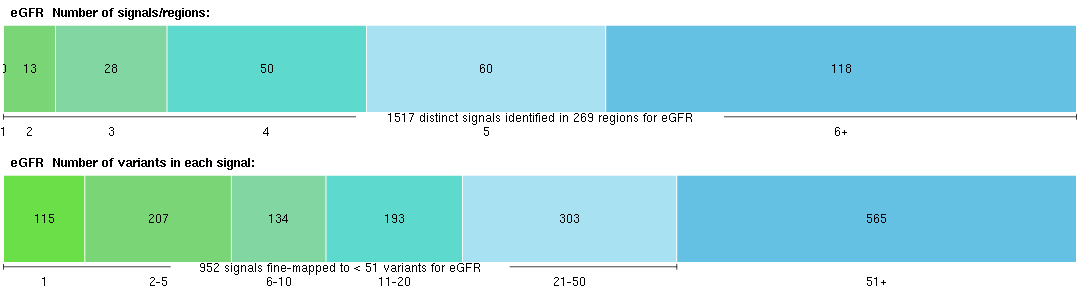 eGFR Number of signals/regions:
13 28 50 60 118
1517 distinct signals identified in 269 regions for eGFR
1 2 3 4 5 6+
eGFR Number of variants in each signal:
115 207 134 193 303 565
952 signals fine-mapped to < 51 variants for eGFR
1 2-5 6-10 11-20 21-50 51+